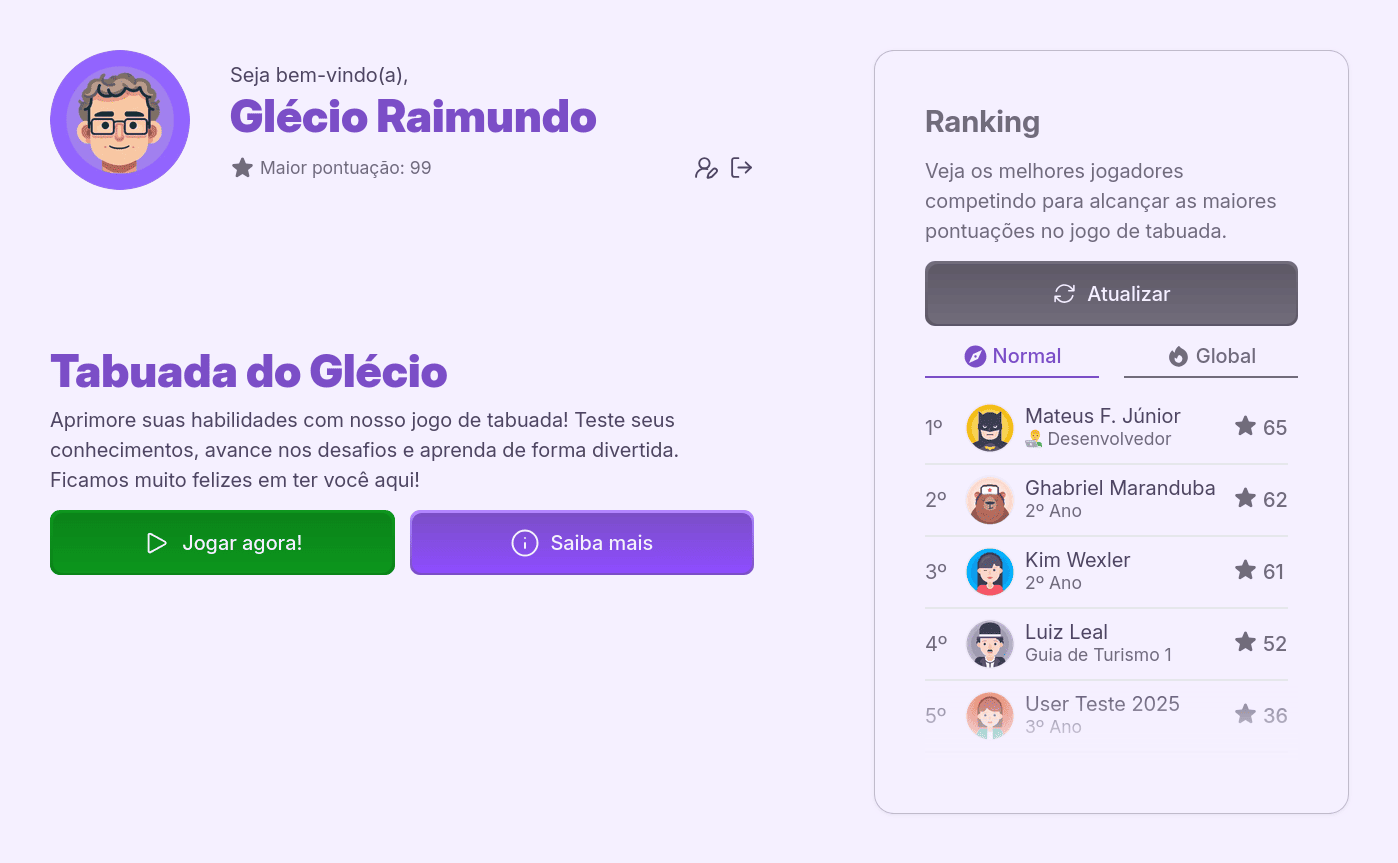 Seja bem-vindo(a),
Glécio Raimundo
Maior pontuação: 99
Tabuada do Glécio
Aprimore suas habilidades com nosso jogo de tabuada! Teste seus
conhecimentos, avance nos desafios e aprenda de forma divertida.
Ficamos muito felizes em ter você aqui!
Jogar agora!
Saiba mais
Ranking
Veja os melhores jogadores
competindo para alcançar as maiores
pontuações no jogo de tabuada.
Atualizar
Normal
Global
1º
Mateus F. Júnior
Desenvolvedor
65
2º
Ghabriel Maranduba
2º Ano
62
3º
Kim Wexler
2º Ano
61
4º
Luiz Leal
Guia de Turismo 1
52
5º
User Teste 2025
3º Ano
36